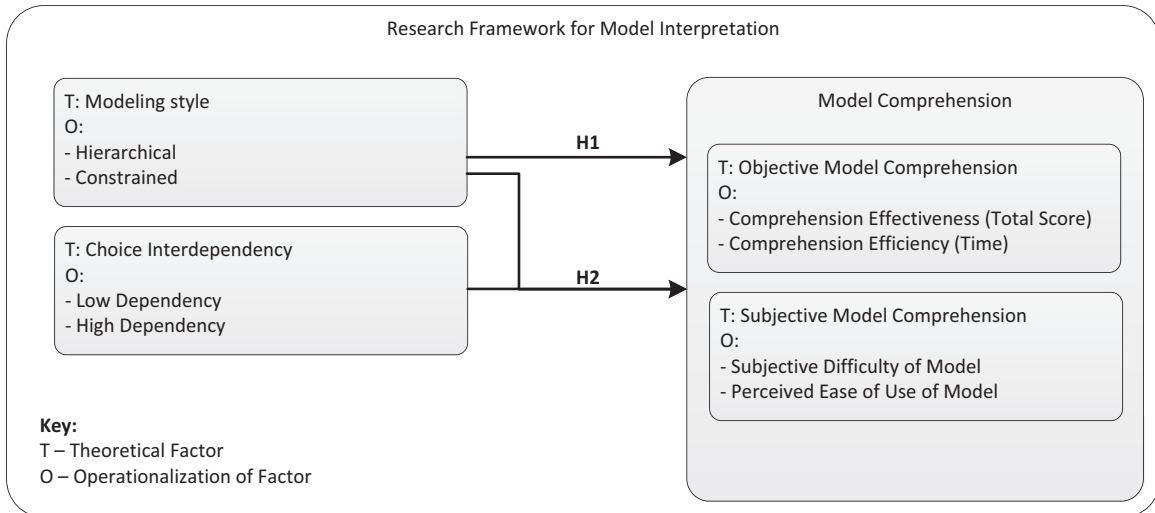 Research Framework for Model Interpretation
T: Modeling style
O:
- Hierarchical
- Constrained
T: Choice Interdependency
O:
- Low Dependency
- High Dependency
H1
H2
Model Comprehension
T: Objective Model Comprehension
O:
- Comprehension Effectiveness (Total Score)
- Comprehension Efficiency (Time)
T: Subjective Model Comprehension
O:
- Subjective Difficulty of Model
- Perceived Ease of Use of Model
Key:
T – Theoretical Factor
O – Operationalization of Factor